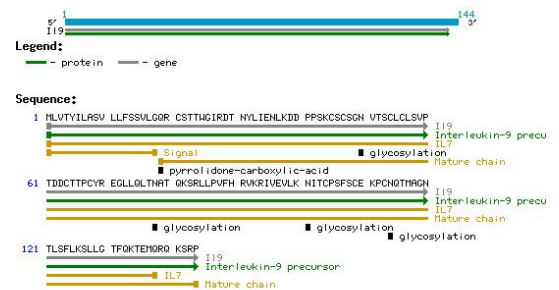 1 144
5' 3'
Il9
Legend:
- protein - gene
Sequence:
1 MLVTYILASV LLFSSVLGQR CSTTWGIRDT NYLIENLKDD PPSKCSCSGN VTSCLCLSVP
Il9
Interleukin-9 precu
IL7
Signal glycosylation
Mature chain
pyrrolidone-carboxylic-acid
61 TDDCTTPCYR EGLLQLTNAT QKSRLLPVFH RVKRIVEVLK NITCPSFSCE KPCNQTMAGN
Il9
Interleukin-9 precu
IL7
Mature chain
glycosylation glycosylation
glycosylation
121 TLSFLKSLLG TFQKTEMQRQ KSRP
Il9
Interleukin-9 precursor
IL7
Mature chain